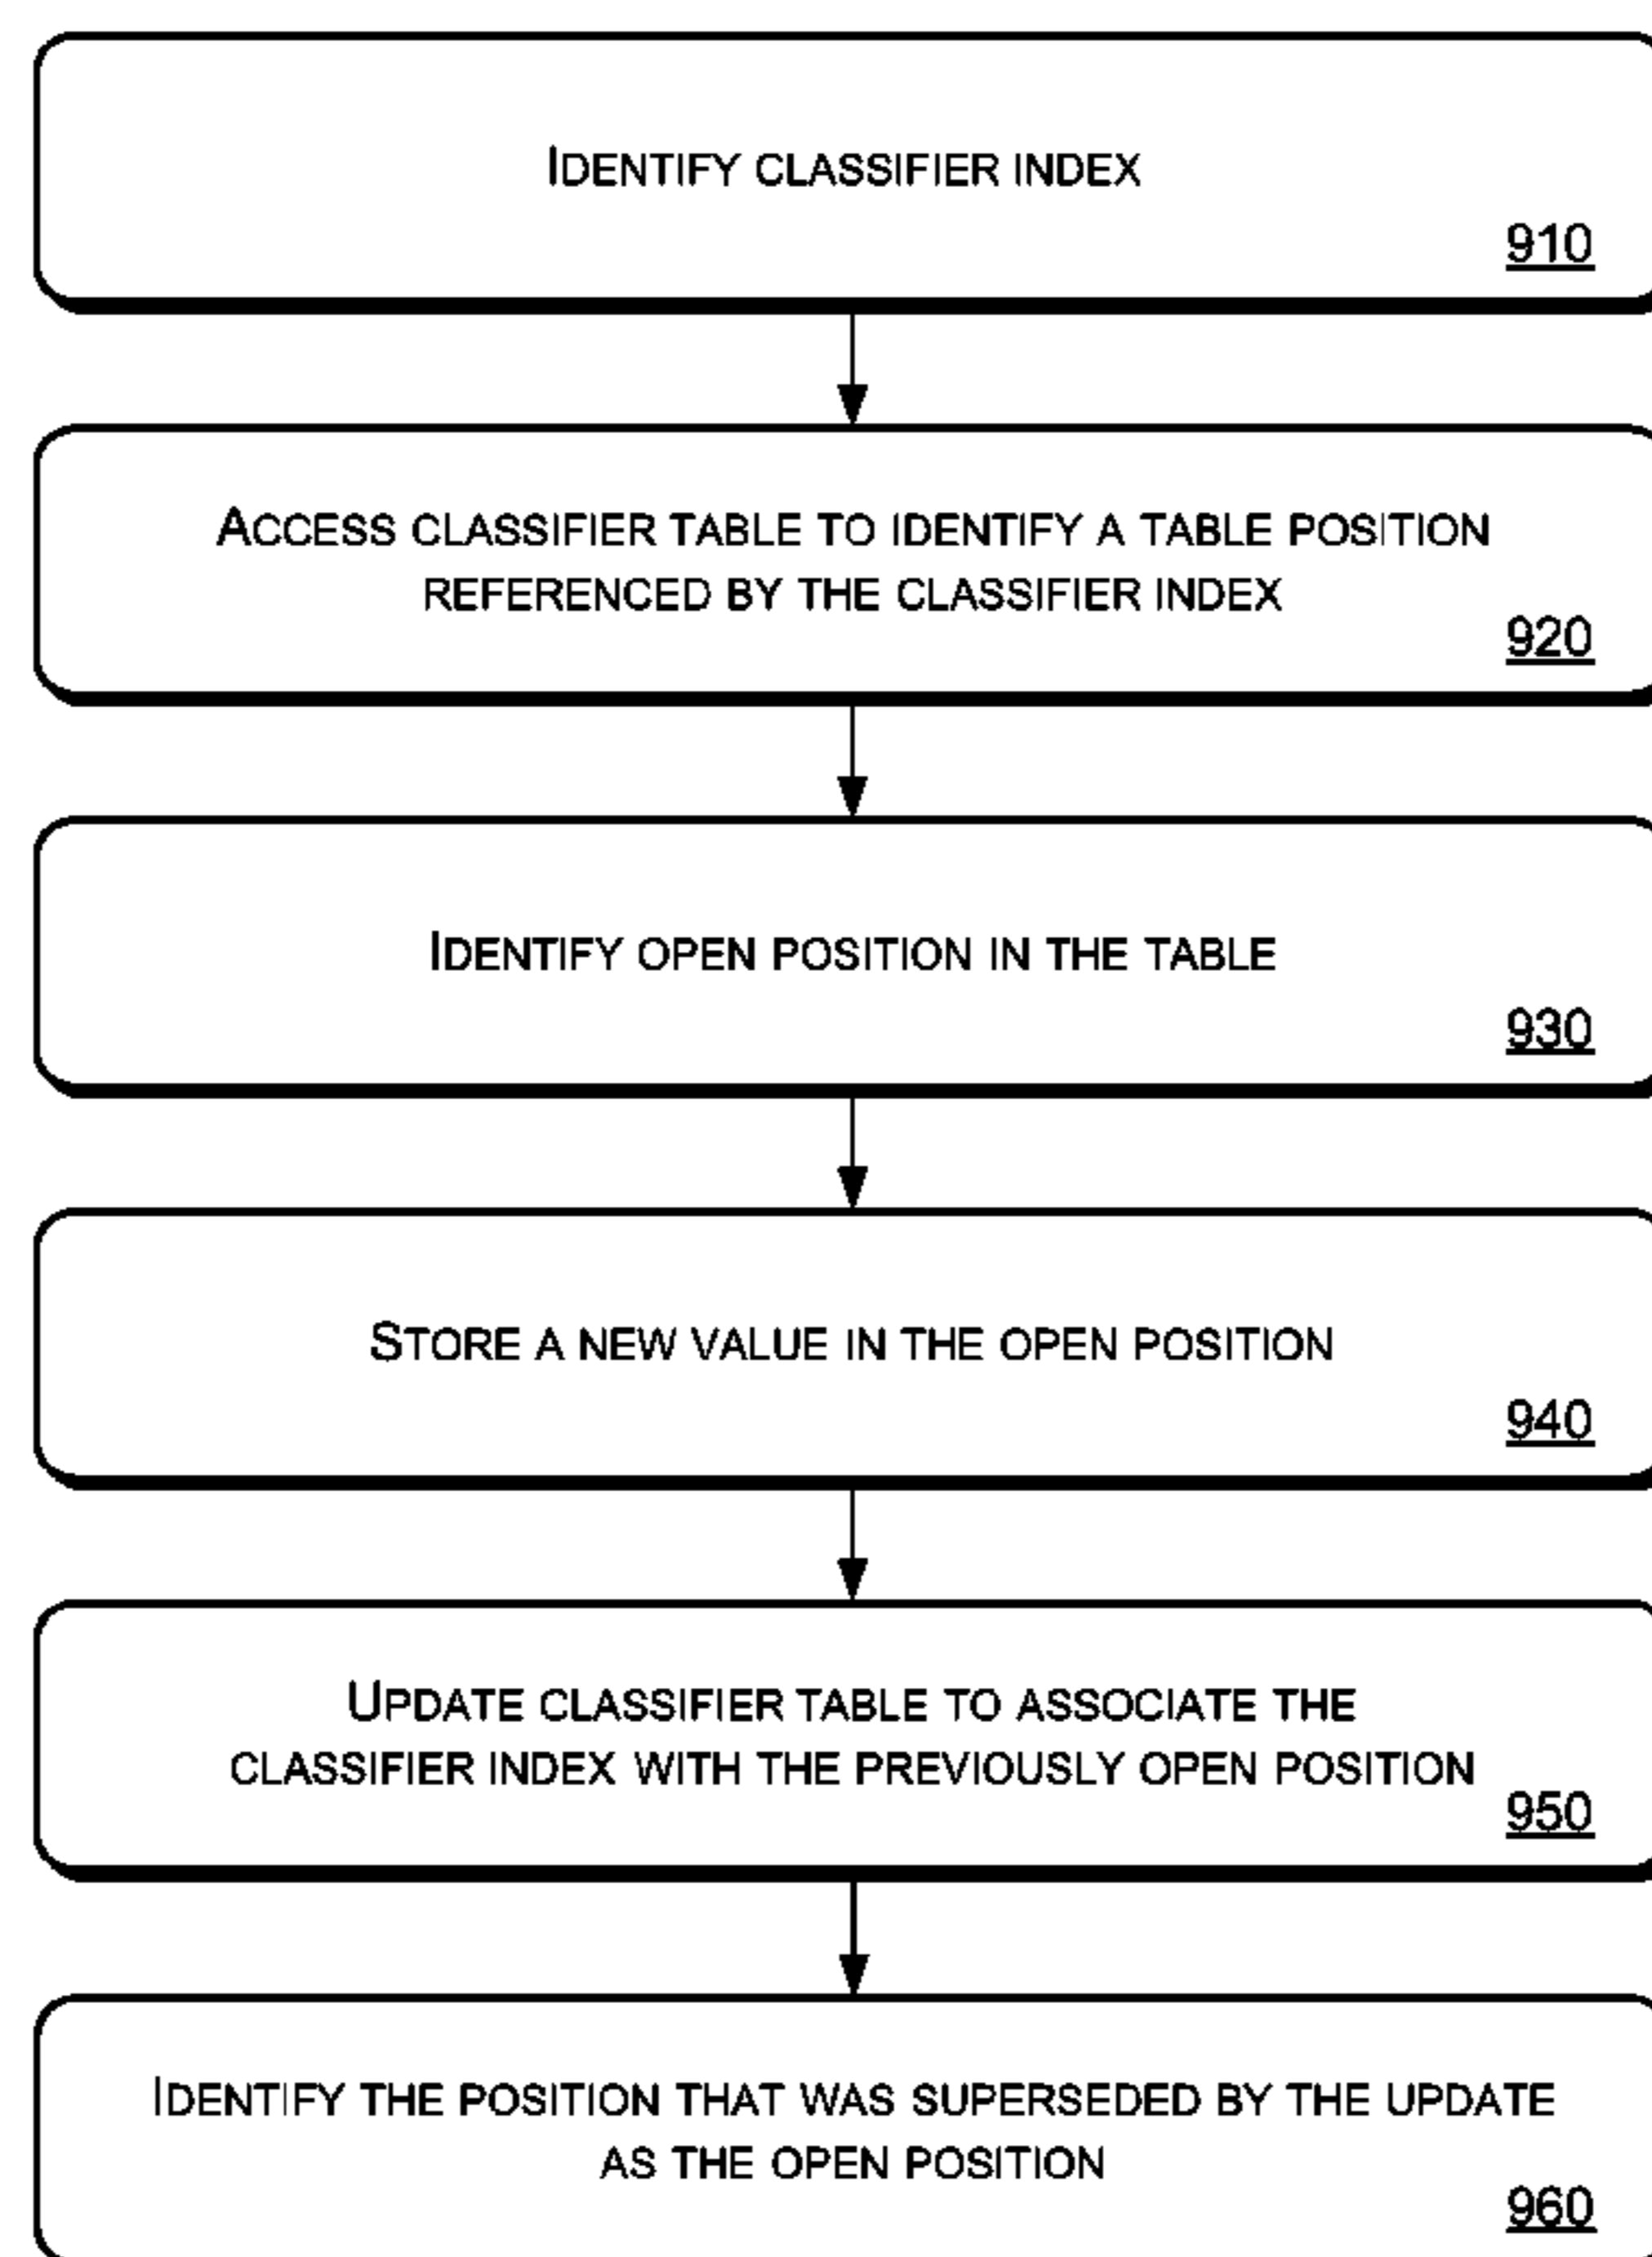 IDENTIFY CLASSIFIER INDEX
910
ACCESS CLASSIFIER TABLE TO IDENTIFY A TABLE POSITION
REFERENCED BY THE CLASSIFIER INDEX
920
IDENTIFY OPEN POSITION IN THE TABLE
930
STORE A NEW VALUE IN THE OPEN POSITION
940
UPDATE CLASSIFIER TABLE TO ASSOCIATE THE
CLASSIFIER INDEX WITH THE PREVIOUSLY OPEN POSITION
950
IDENTIFY THE POSITION THAT WAS SUPERSEDED BY THE UPDATE
AS THE OPEN POSITION
960